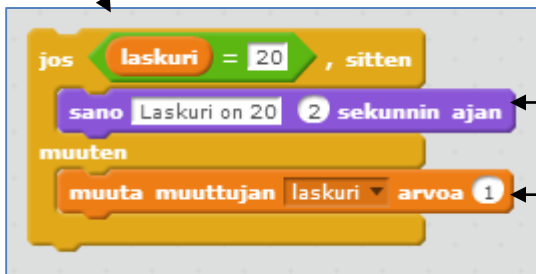 jos laskuri = 20 , sitten
sano Laskuri on 20 2 sekunnin ajan
muuten
muuta muuttujan laskuri arvoa 1